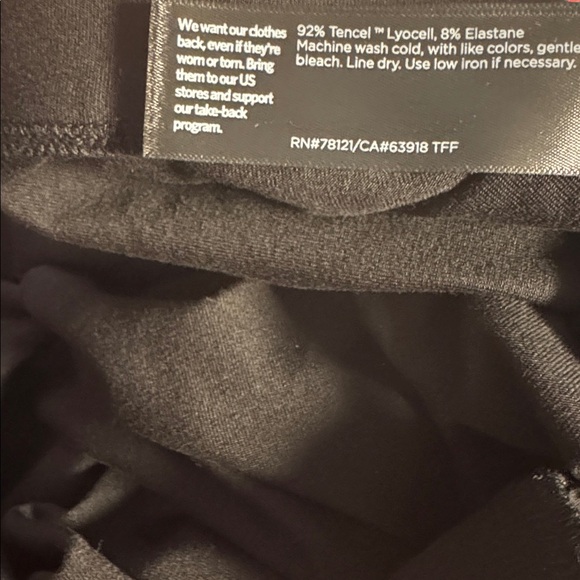 We want our clothes
back, even if they're
worn or torn. Bring
them to our US
stores and support
our take-back
program.
92% Tencel ™ Lyocell, 8% Elastane
Machine wash cold, with like colors, gentle
bleach. Line dry. Use low iron if necessary.
RN#78121/CA#63918 TFF